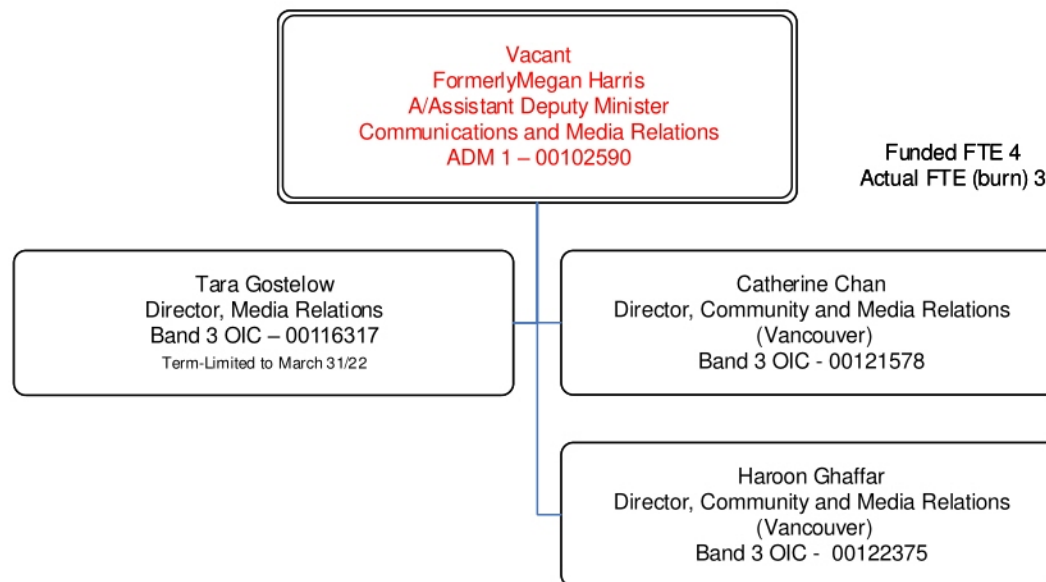 Vacant
FormerlyMegan Harris
A/Assistant Deputy Minister
Communications and Media Relations
ADM 1 – 00102590
Funded FTE 4
Actual FTE (burn) 3
Tara Gostelow
Director, Media Relations
Band 3 OIC – 00116317
Term-Limited to March 31/22
Catherine Chan
Director, Community and Media Relations
(Vancouver)
Band 3 OIC - 00121578
Haroon Ghaffar
Director, Community and Media Relations
(Vancouver)
Band 3 OIC -  00122375